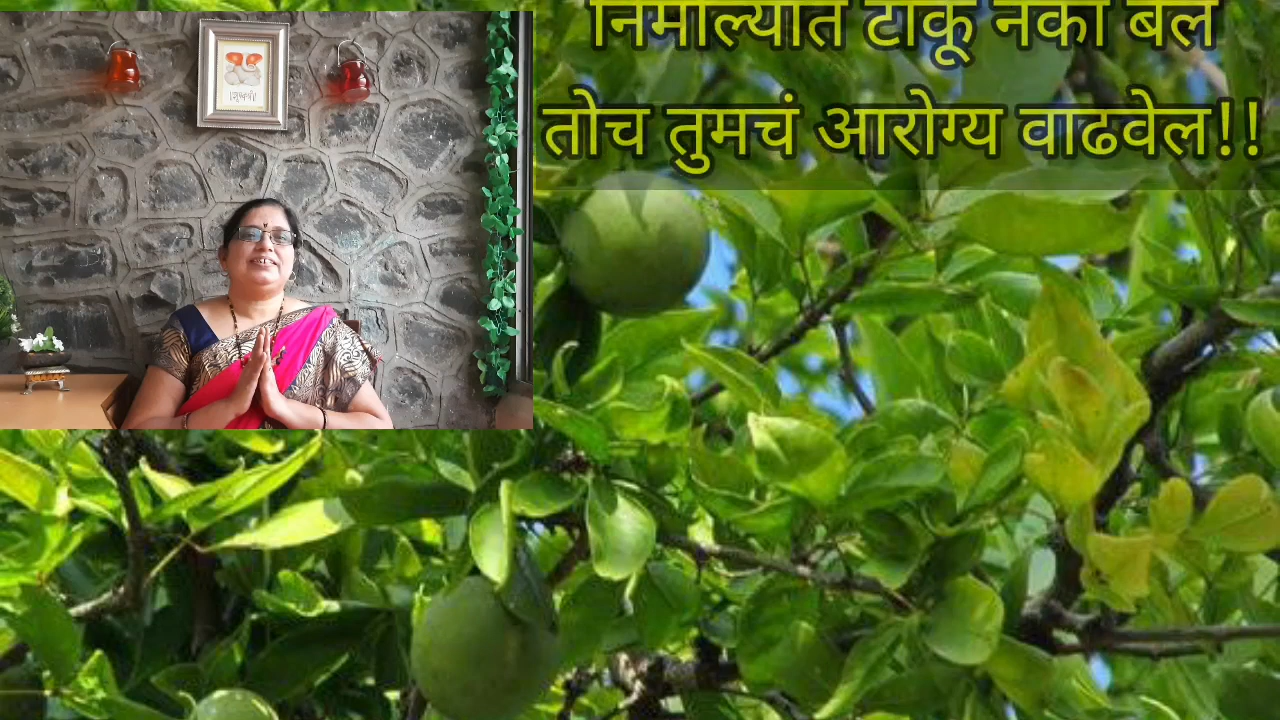 निर्माल्यात टाकू नका बेल
तोच तुमचं आरोग्य वाढवेल!!